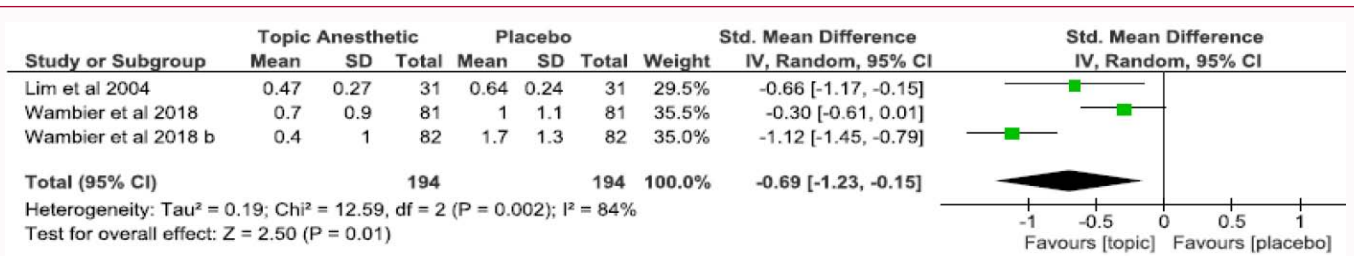 Topic Anesthetic Placebo Std. Mean Difference Std. Mean Difference
Study or Subgroup Mean SD Total Mean SD Total Weight IV, Random, 95% CI IV, Random, 95% CI
Lim et al 2004 0.47 0.27 31 0.64 0.24 31 29.5% -0.66 [-1.17, -0.15]
Wambier et al 2018 0.7 0.9 81 1 1.1 81 35.5% -0.30 [-0.61, 0.01]
Wambier et al 2018 b 0.4 1 82 1.7 1.3 82 35.0% -1.12 [-1.45, -0.79]
Total (95% CI) 194 194 100.0% -0.69 [-1.23, -0.15]
Heterogeneity: Tau² = 0.19; Chi² = 12.59, df = 2 (P = 0.002); I² = 84%
Test for overall effect: Z = 2.50 (P = 0.01)
-1 -0.5 0 0.5 1
Favours [topic] Favours [placebo]